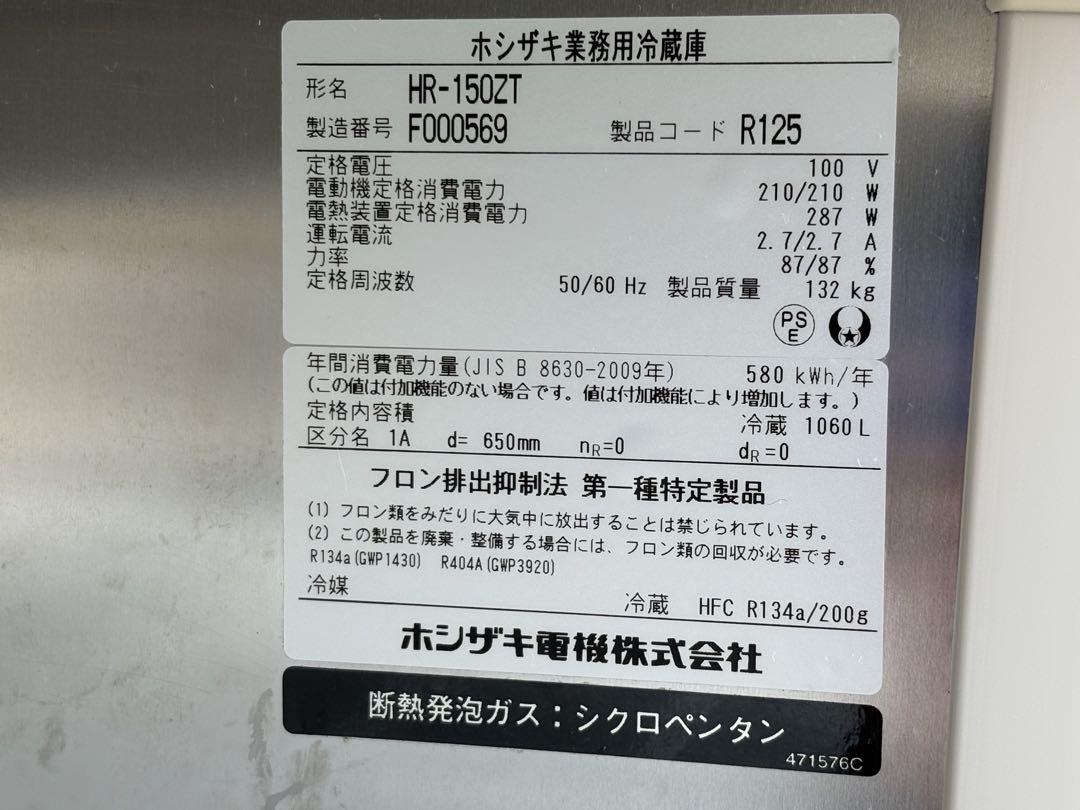 ホシザキ業務用冷蔵庫
形名 HR-150ZT
製造番号 F000569 製品コード R125
定格電圧 100 V
電動機定格消費電力 210/210 W
電熱装置定格消費電力 287 W
運転電流 2.7/2.7 A
力率 87/87 %
定格周波数 50/60 Hz 製品質量 132 kg
PS
E
年間消費電力量(JIS B 8630-2009年) 580 kWh/年
(この値は付加機能のない場合です。値は付加機能により増加します。)
定格内容積 冷蔵 1060 L
区分名 1A d= 650mm nR=0 dR=0
フロン排出抑制法 第一種特定製品
(1) フロン類をみだりに大気中に放出することは禁じられています。
(2) この製品を廃棄・整備する場合には、フロン類の回収が必要です。
R134a(GWP1430) R404A(GWP3920)
冷媒
冷蔵 HFC R134a/200g
ホシザキ電機株式会社
断熱発泡ガス：シクロペンタン
471576C